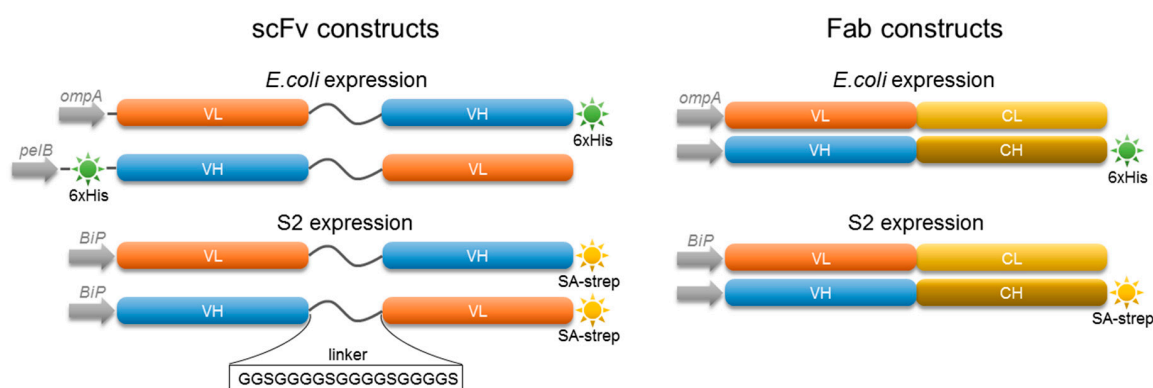 scFv constructs
E.coli expression
ompA
VL
VH
6xHis
pelB
6xHis
VH
VL
S2 expression
BiP
VL
VH
SA-strep
BiP
VH
VL
SA-strep
linker
GGSGGGGSGGGGSGGGGS
Fab constructs
E.coli expression
ompA
VL
CL
VH
CH
6xHis
S2 expression
BiP
VL
CL
VH
CH
SA-strep